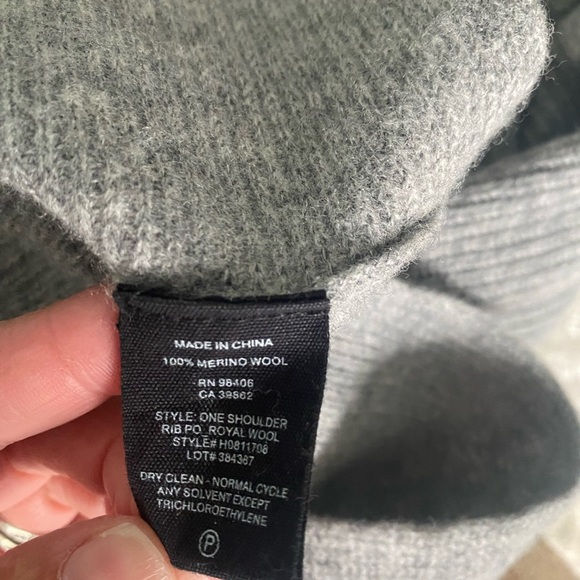 MADE IN CHINA
100% MERINO WOOL
RN 98406
CA 39862
STYLE: ONE SHOULDER
RIB PO_ROYAL WOOL
STYLE# H0811708
LOT# 384367
DRY CLEAN - NORMAL CYCLE
ANY SOLVENT EXCEPT
TRICHLOROETHYLENE
P